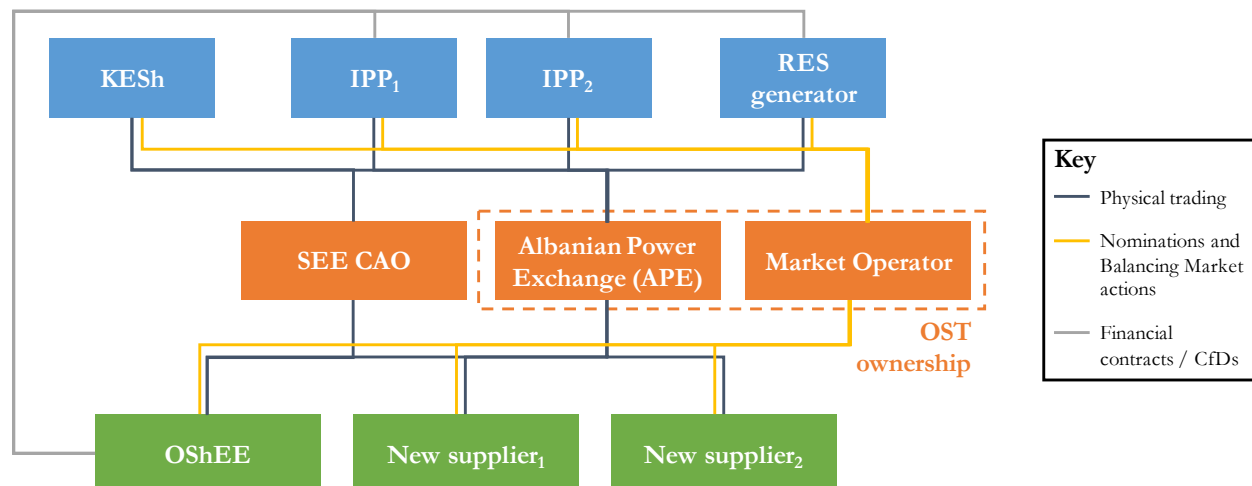 KESh
IPP₁
IPP₂
RES
generator
Key
Physical trading
Nominations and
Balancing Market
actions
Financial
contracts / CfDs
SEE CAO
Albanian Power
Exchange (APE)
Market Operator
OST
ownership
OShEE
New supplier₁
New supplier₂